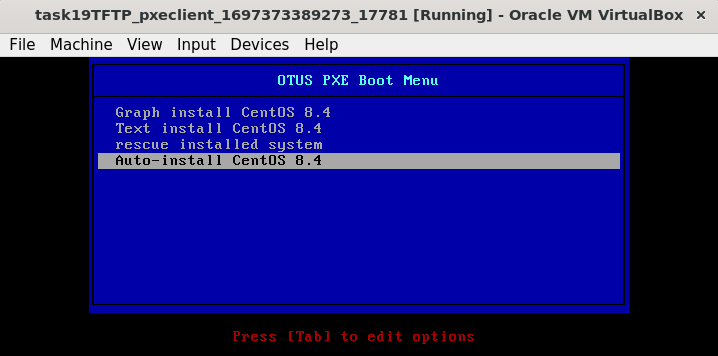 task19TFTP_pxeclient_1697373389273_17781 [Running] - Oracle VM VirtualBox ×
File Machine View Input Devices Help
OTUS PXE Boot Menu
Graph install CentOS 8.4
Text install CentOS 8.4
rescue installed system
Auto-install CentOS 8.4
Press [Tab] to edit options